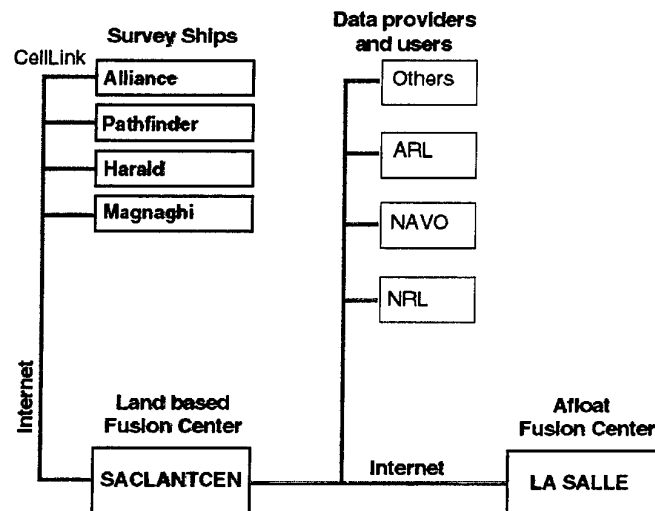 Survey Ships
CellLink
Alliance
Pathfinder
Harald
Magnaghi
Data providers
and users
Others
ARL
NAVO
NRL
Internet
Land based
Fusion Center
SACLANTCEN
Internet
Afloat
Fusion Center
LA SALLE